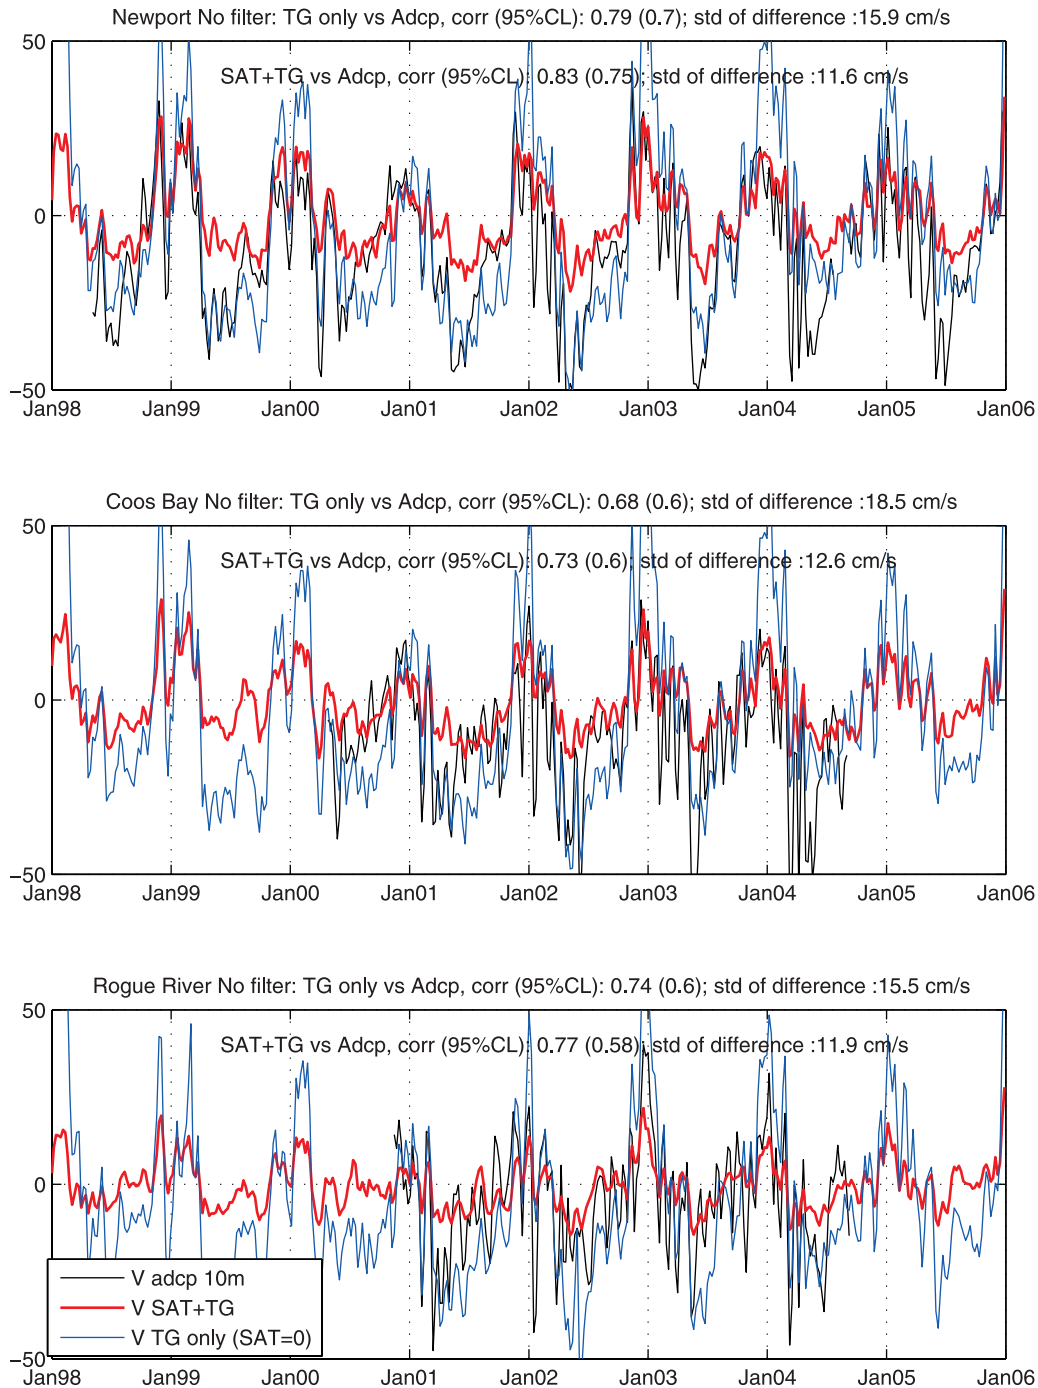 Newport No filter: TG only vs Adcp, corr (95%CL): 0.79 (0.7); std of difference :15.9 cm/s
50
SAT+TG vs Adcp, corr (95%CL): 0.83 (0.75); std of difference :11.6 cm/s
0
−50
Jan98 Jan99 Jan00 Jan01 Jan02 Jan03 Jan04 Jan05 Jan06
Coos Bay No filter: TG only vs Adcp, corr (95%CL): 0.68 (0.6); std of difference :18.5 cm/s
50
SAT+TG vs Adcp, corr (95%CL): 0.73 (0.6); std of difference :12.6 cm/s
0
−50
Jan98 Jan99 Jan00 Jan01 Jan02 Jan03 Jan04 Jan05 Jan06
Rogue River No filter: TG only vs Adcp, corr (95%CL): 0.74 (0.6); std of difference :15.5 cm/s
50
SAT+TG vs Adcp, corr (95%CL): 0.77 (0.58); std of difference :11.9 cm/s
0
V adcp 10m
V SAT+TG
V TG only (SAT=0)
−50
Jan98 Jan99 Jan00 Jan01 Jan02 Jan03 Jan04 Jan05 Jan06